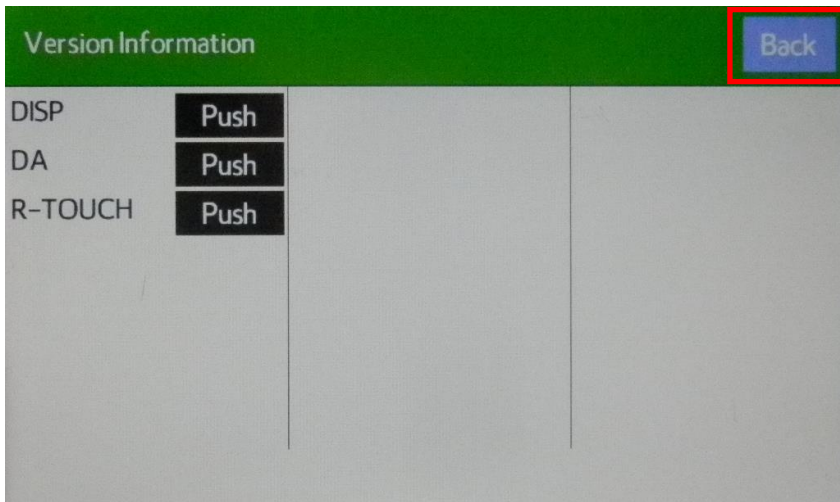 Version Information
Back
DISP Push
DA Push
R-TOUCH Push